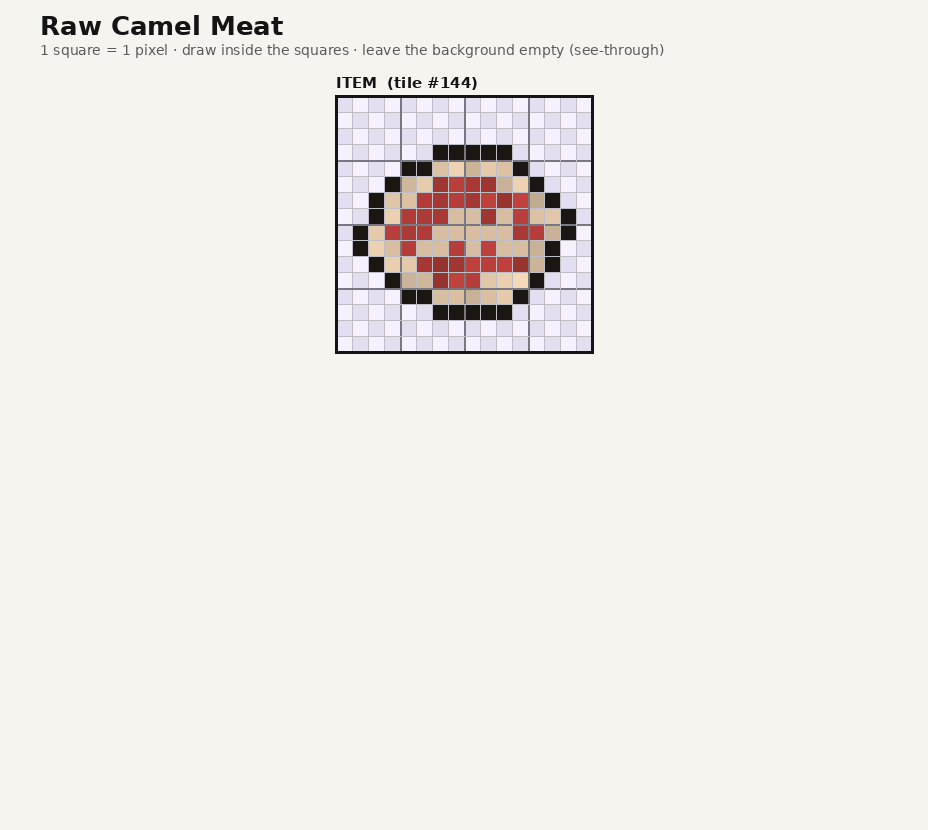 Raw Camel Meat
1 square = 1 pixel · draw inside the squares · leave the background empty (see-through)
ITEM (tile #144)